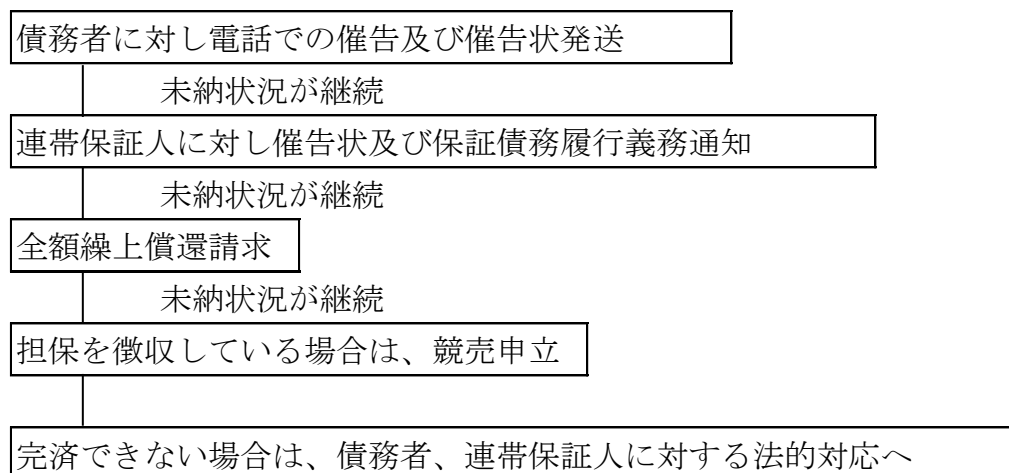 債務者に対し電話での催告及び催告状発送
未納状況が継続
連帯保証人に対し催告状及び保証債務履行義務通知
未納状況が継続
全額繰上償還請求
未納状況が継続
担保を徴収している場合は、競売申立
完済できない場合は、債務者、連帯保証人に対する法的対応へ